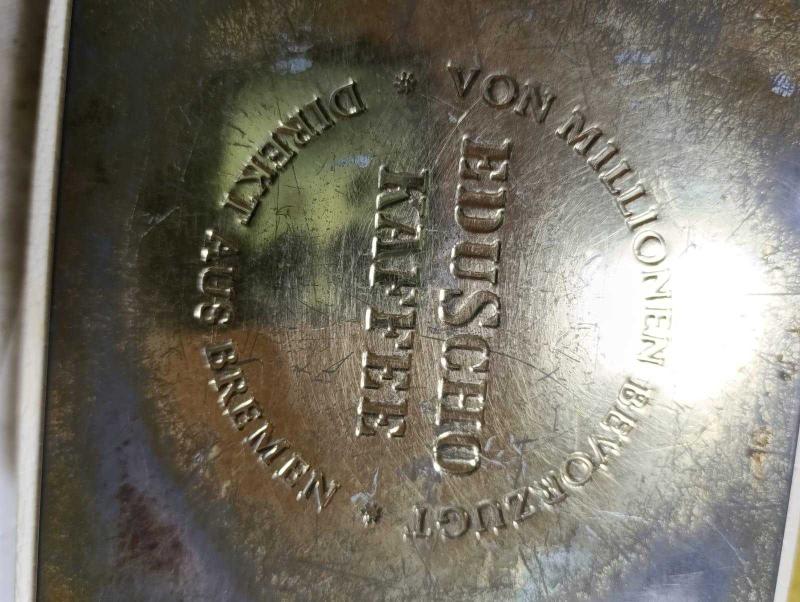 VON MILLIONEN BEVORZUGT
EDUSCHO
KAFFEE
* DIREKT AUS BREMEN *